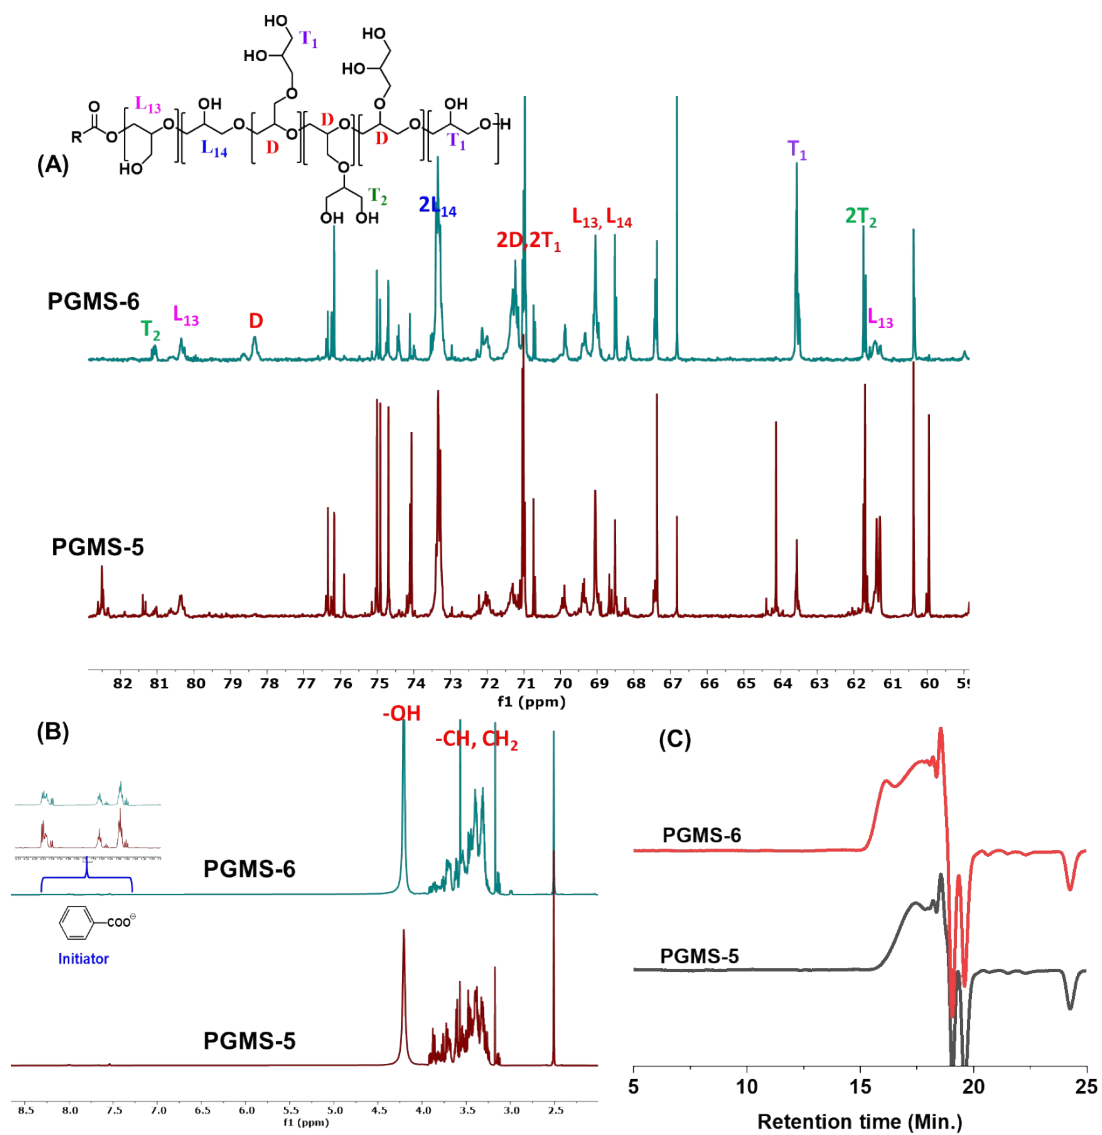 HO
HO
T1
OH
HO
HO
O
O
L13
OH
O
D
OH
R
O
O
O
O
O
O
O
H
HO
L14
D
D
T1
O
T2
OH
OH
(A)
T1
2L14
2T2
L13, L14
2D,2T1
PGMS-6
T2
L13
D
L13
PGMS-5
82 81 80 79 78 77 76 75 74 73 72 71 70 69 68 67 66 65 64 63 62 61 60 59
f1 (ppm)
(B)
-OH
-CH, CH2
PGMS-6
COO⊖
Initiator
PGMS-5
8.5 8.0 7.5 7.0 6.5 6.0 5.5 5.0 4.5 4.0 3.5 3.0 2.5
f1 (ppm)
(C)
PGMS-6
PGMS-5
5 10 15 20 25
Retention time (Min.)